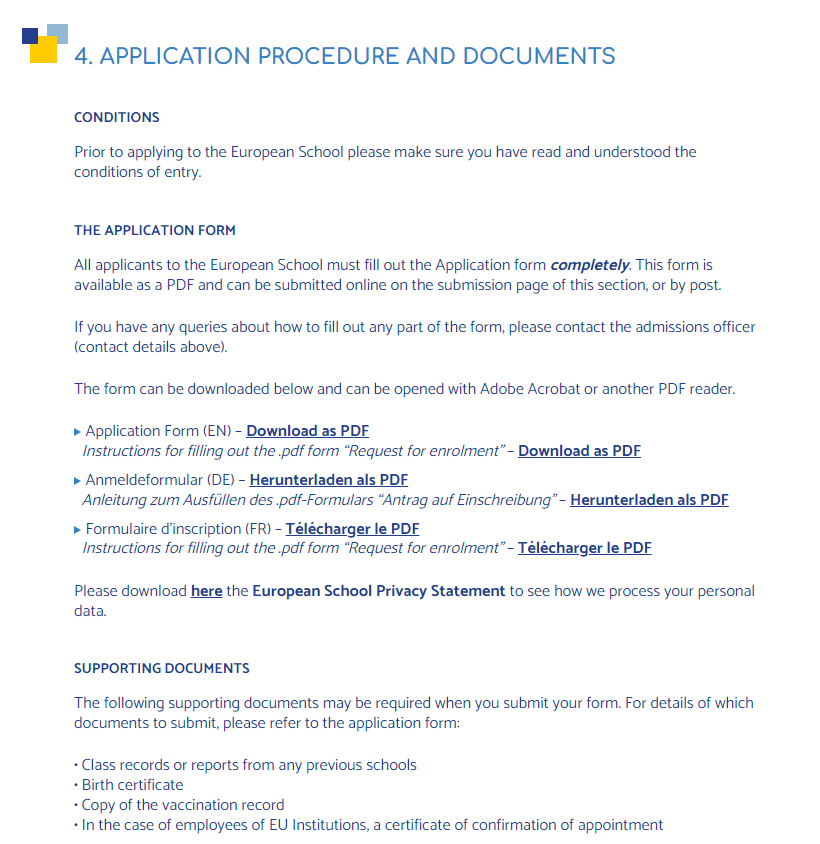 4. APPLICATION PROCEDURE AND DOCUMENTS
CONDITIONS
Prior to applying to the European School please make sure you have read and understood the
conditions of entry.
THE APPLICATION FORM
All applicants to the European School must fill out the Application form completely. This form is
available as a PDF and can be submitted online on the submission page of this section, or by post.
If you have any queries about how to fill out any part of the form, please contact the admissions officer
(contact details above).
The form can be downloaded below and can be opened with Adobe Acrobat or another PDF reader.
▸ Application Form (EN) – Download as PDF
Instructions for filling out the .pdf form “Request for enrolment” – Download as PDF
▸ Anmeldeformular (DE) – Herunterladen als PDF
Anleitung zum Ausfüllen des .pdf-Formulars “Antrag auf Einschreibung” – Herunterladen als PDF
▸ Formulaire d’inscription (FR) – Télécharger le PDF
Instructions for filling out the .pdf form “Request for enrolment” – Télécharger le PDF
Please download here the European School Privacy Statement to see how we process your personal
data.
SUPPORTING DOCUMENTS
The following supporting documents may be required when you submit your form. For details of which
documents to submit, please refer to the application form:
• Class records or reports from any previous schools
• Birth certificate
• Copy of the vaccination record
• In the case of employees of EU Institutions, a certificate of confirmation of appointment